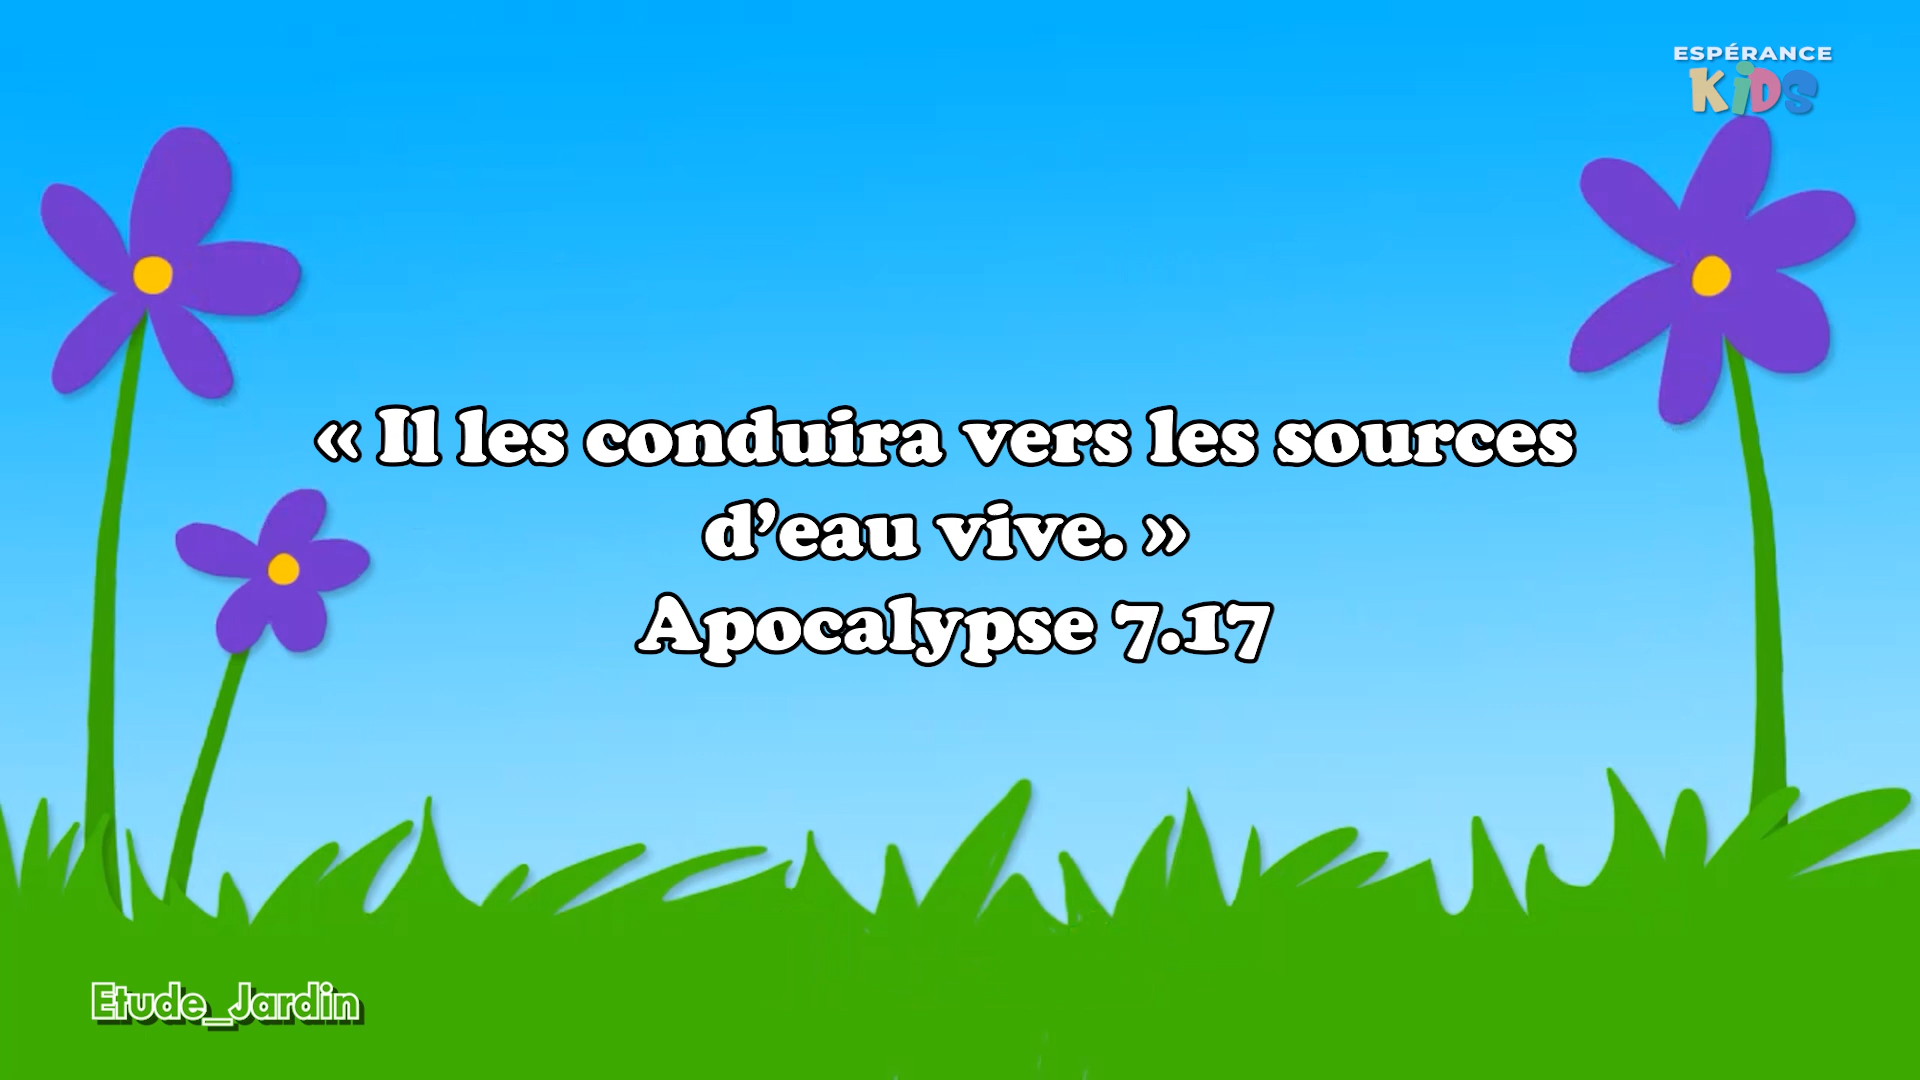 ESPÉRANCE
KiDS
« Il les conduira vers les sources
d’eau vive. »
Apocalypse 7.17
Etude_Jardin